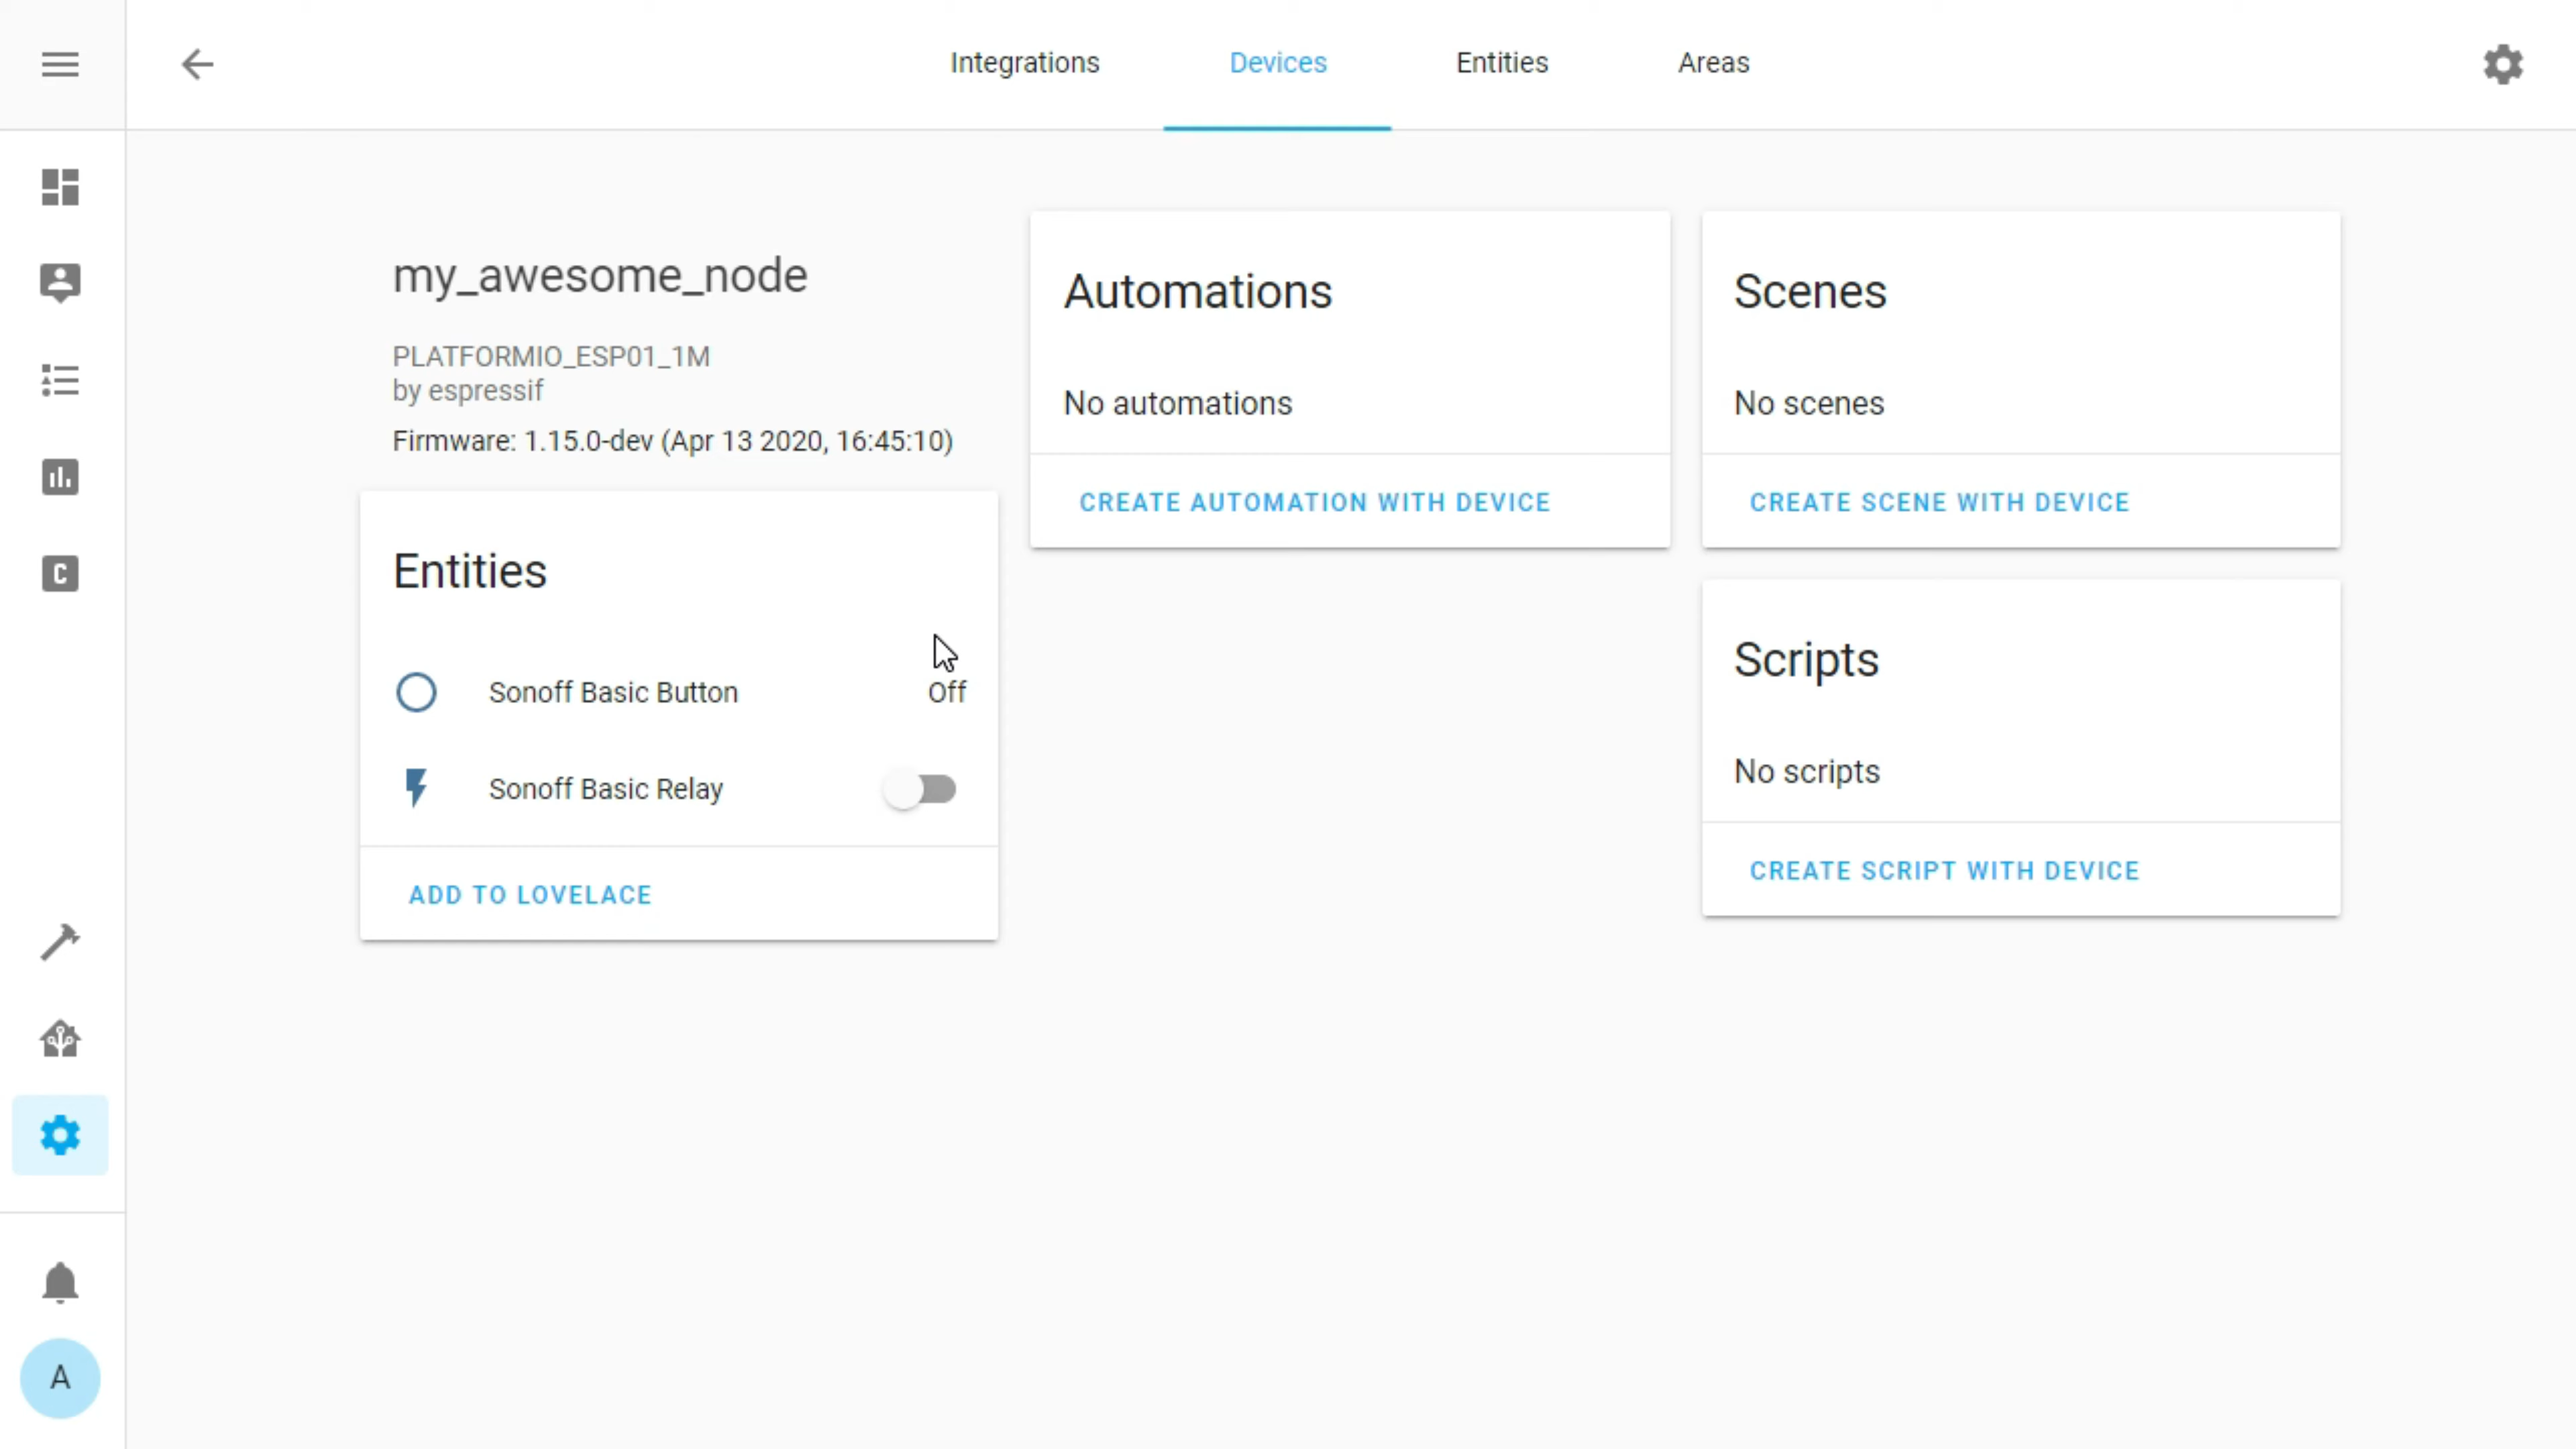 Integrations Devices Entities Areas
my_awesome_node
PLATFORMIO_ESP01_1M
by espressif
Firmware: 1.15.0-dev (Apr 13 2020, 16:45:10)
Entities
Sonoff Basic Button Off
Sonoff Basic Relay
ADD TO LOVELACE
Automations
No automations
CREATE AUTOMATION WITH DEVICE
Scenes
No scenes
CREATE SCENE WITH DEVICE
Scripts
No scripts
CREATE SCRIPT WITH DEVICE
C
A